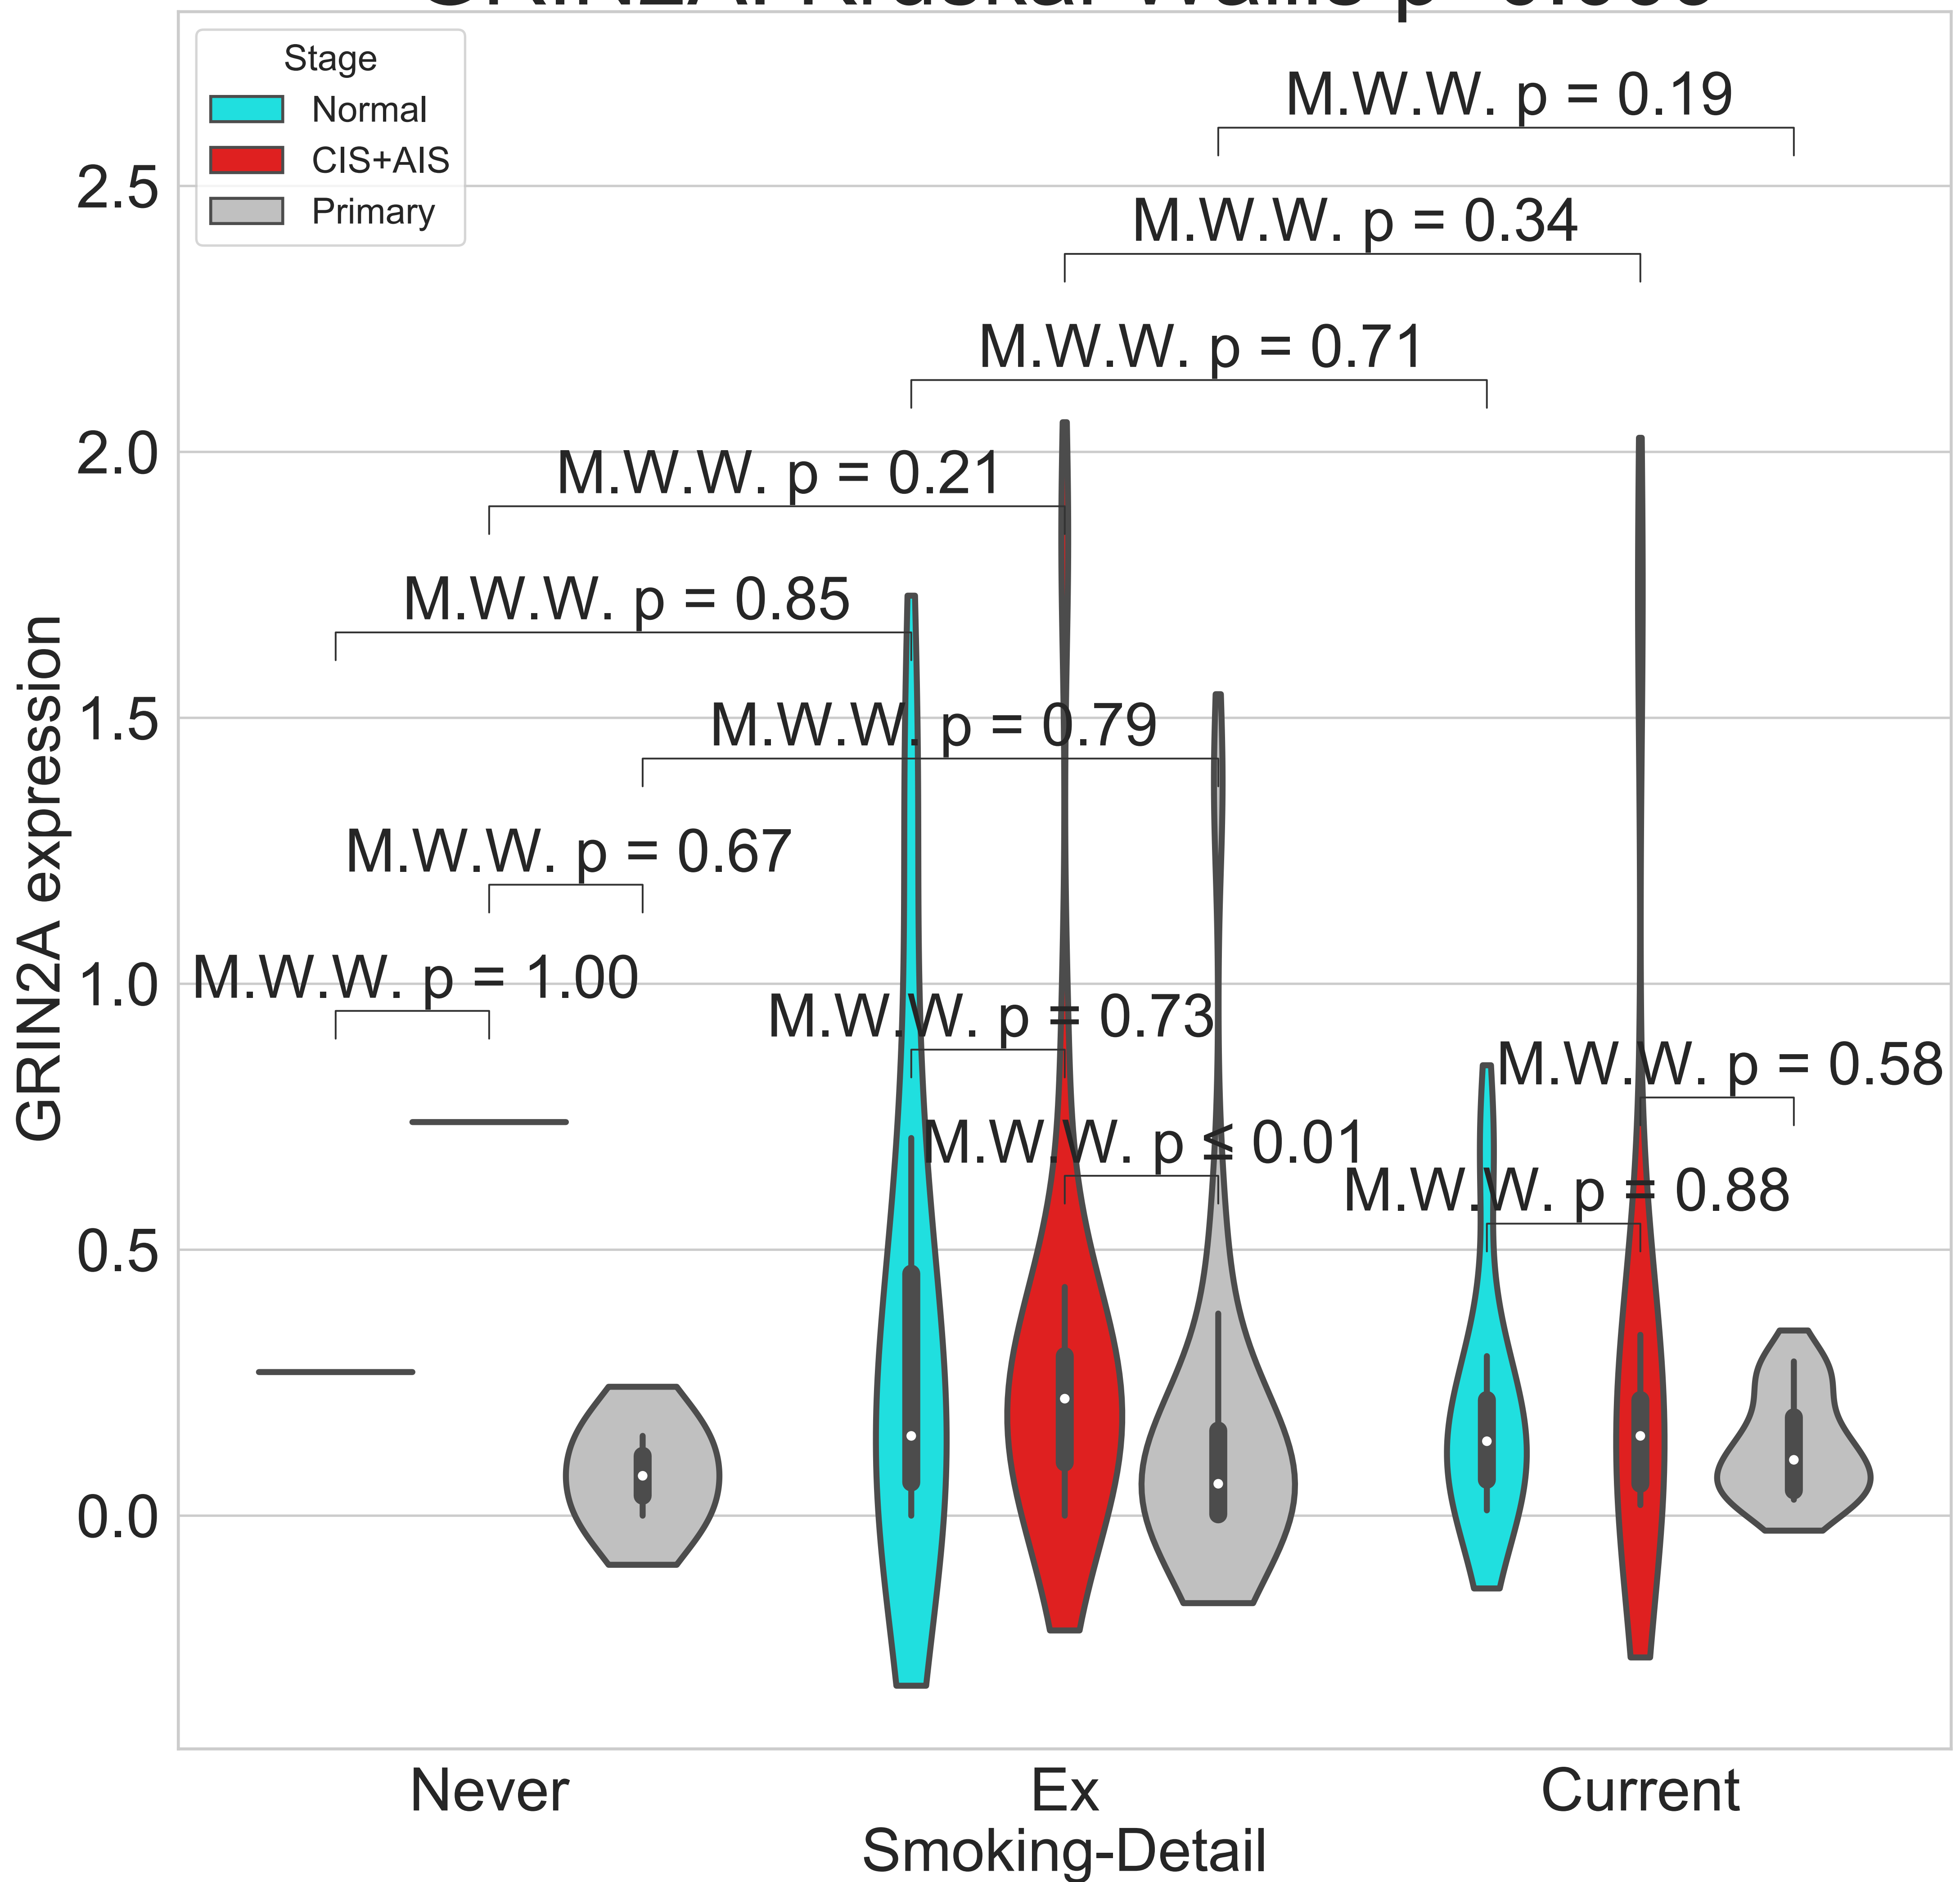 Stage
Normal
CIS+AIS
Primary
M.W.W. p = 0.19
M.W.W. p = 0.34
M.W.W. p = 0.71
M.W.W. p = 0.21
M.W.W. p = 0.85
M.W.W. p = 0.79
M.W.W. p = 0.67
M.W.W. p = 1.00
M.W.W. p = 0.73
M.W.W. p = 0.58
M.W.W. p ≤ 0.01
M.W.W. p = 0.88
GRIN2A expression
2.5
2.0
1.5
1.0
0.5
0.0
Never
Ex
Current
Smoking-Detail